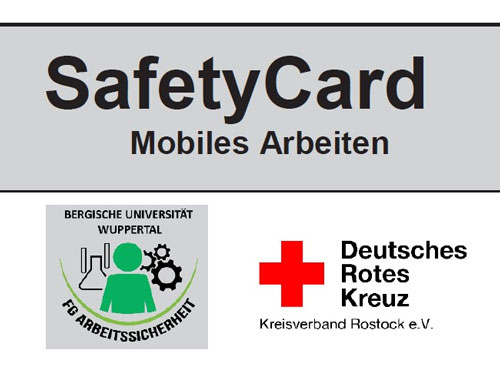 SafetyCard
Mobiles Arbeiten
BERGISCHE UNIVERSITÄT
WUPPERTAL
FG ARBEITSSICHERHEIT
Deutsches
Rotes
Kreuz
Kreisverband Rostock e.V.